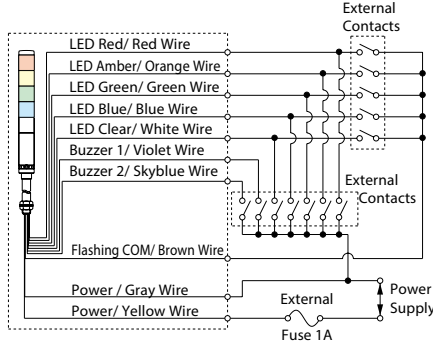 External
Contacts
LED Red/ Red Wire
LED Amber/ Orange Wire
LED Green/ Green Wire
LED Blue/ Blue Wire
LED Clear/ White Wire
Buzzer 1/ Violet Wire
Buzzer 2/ Skyblue Wire
External
Contacts
Flashing COM/ Brown Wire
Power/ Gray Wire
Power/ Yellow Wire
External
Fuse 1A
Power
Supply